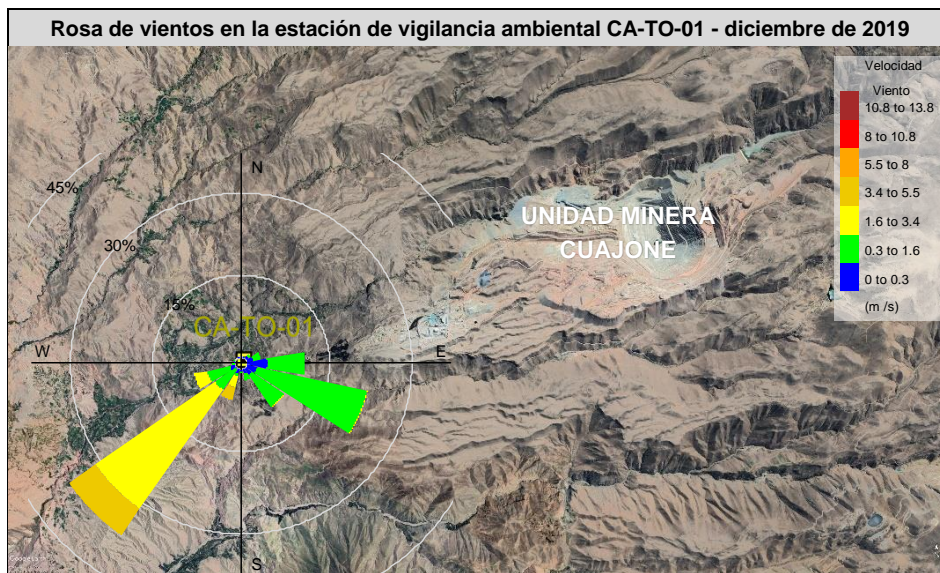 Rosa de vientos en la estación de vigilancia ambiental CA-TO-01 - diciembre de 2019
Velocidad
Viento
10.8 to 13.8
8 to 10.8
5.5 to 8
3.4 to 5.5
1.6 to 3.4
0.3 to 1.6
0 to 0.3
(m /s)
N
45%
UNIDAD MINERA
CUAJONE
30%
15%
CA-TO-01
W
E
S